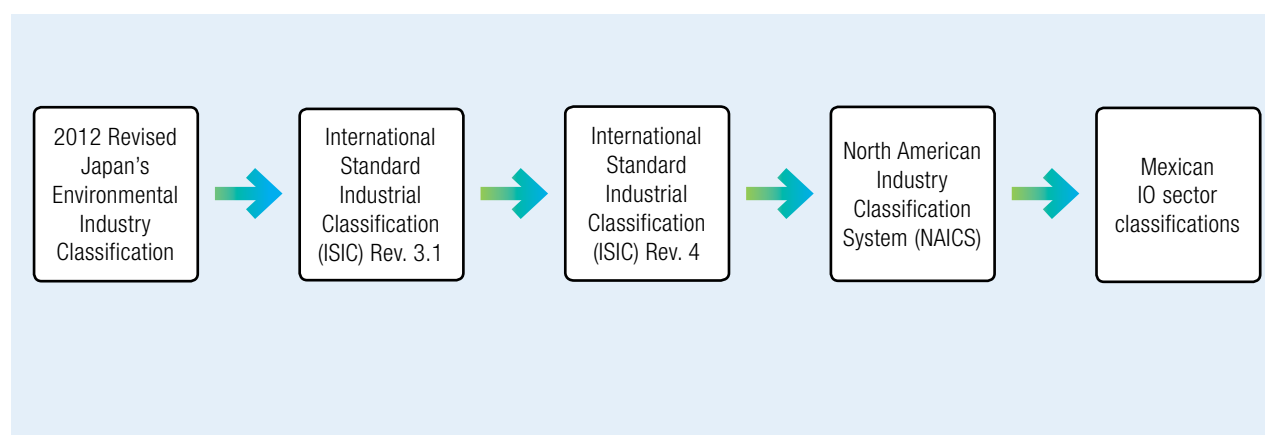 2012 Revised
Japan's
Environmental
Industry
Classification
International
Standard
Industrial
Classification
(ISIC) Rev. 3.1
International
Standard
Industrial
Classification
(ISIC) Rev. 4
North American
Industry
Classification
System (NAICS)
Mexican
IO sector
classifications